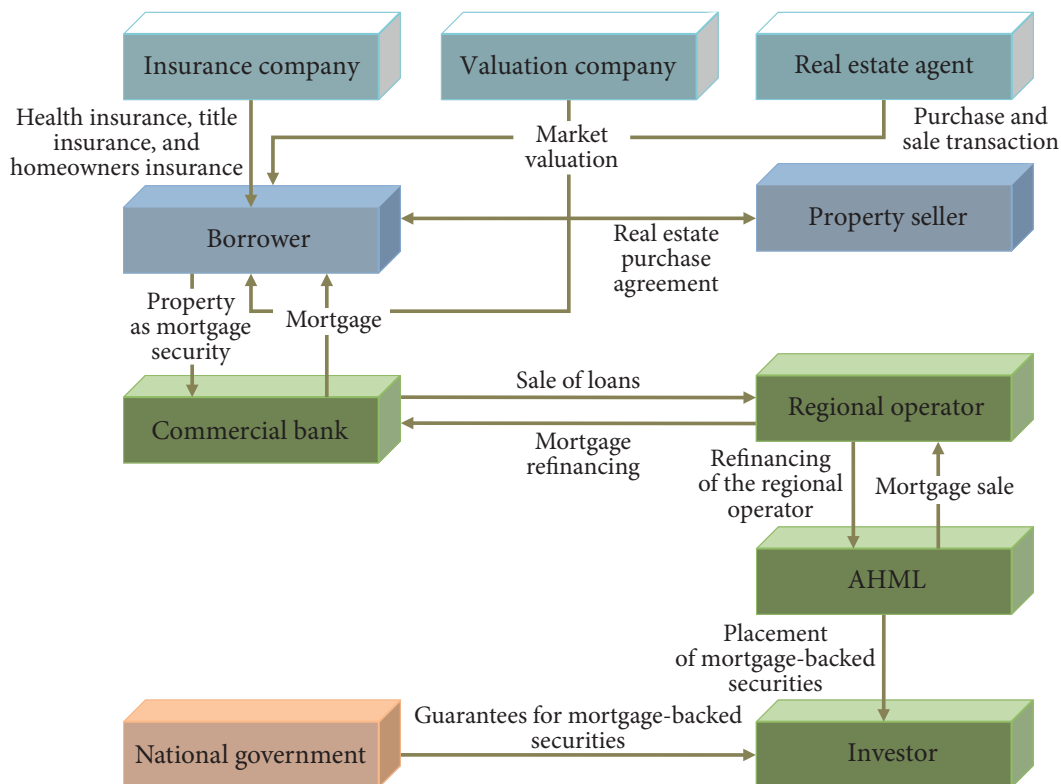 Insurance company
Valuation company
Real estate agent
Health insurance, title
insurance, and
homeowners insurance
Market
valuation
Purchase and
sale transaction
Borrower
Property seller
Real estate
purchase
agreement
Property
as mortgage
security
Mortgage
Commercial bank
Sale of loans
Regional operator
Mortgage
refinancing
Refinancing
of the regional
operator
Mortgage sale
AHML
Placement
of mortgage-backed
securities
National government
Guarantees for mortgage-backed
securities
Investor